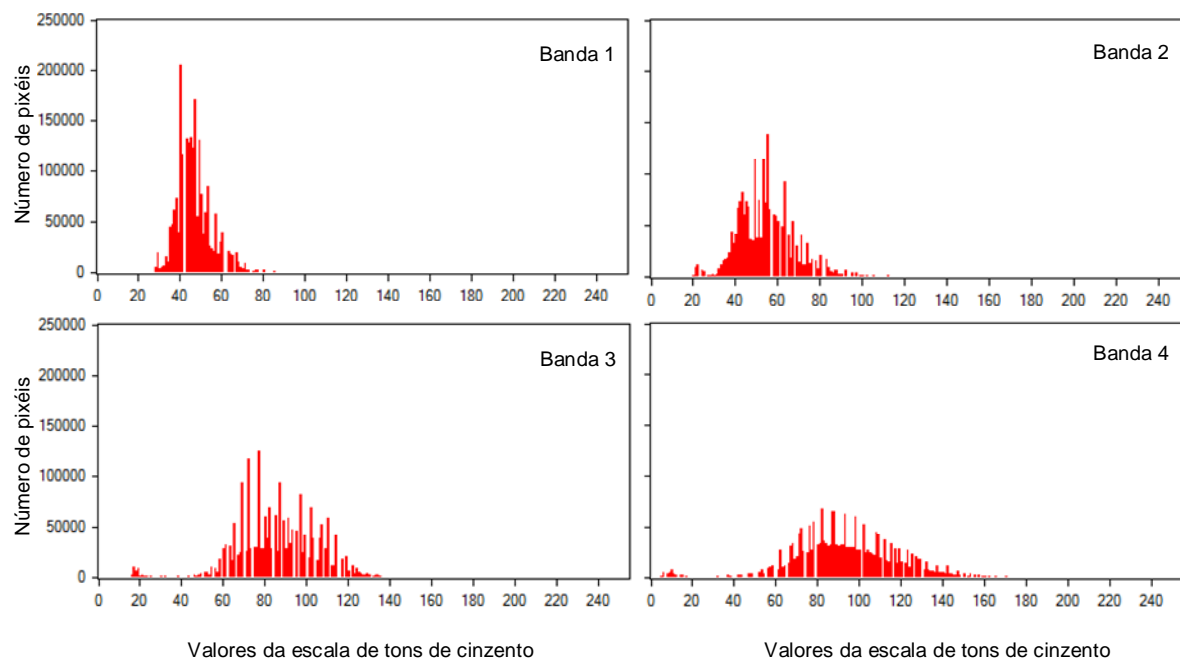 250000
200000
150000
100000
50000
0
Número de pixéis
Banda 1
0 20 40 60 80 100 120 140 160 180 200 220 240
Banda 2
0 20 40 60 80 100 120 140 160 180 200 220 240
250000
200000
150000
100000
50000
0
Número de pixéis
Banda 3
0 20 40 60 80 100 120 140 160 180 200 220 240
Banda 4
0 20 40 60 80 100 120 140 160 180 200 220 240
Valores da escala de tons de cinzento
Valores da escala de tons de cinzento